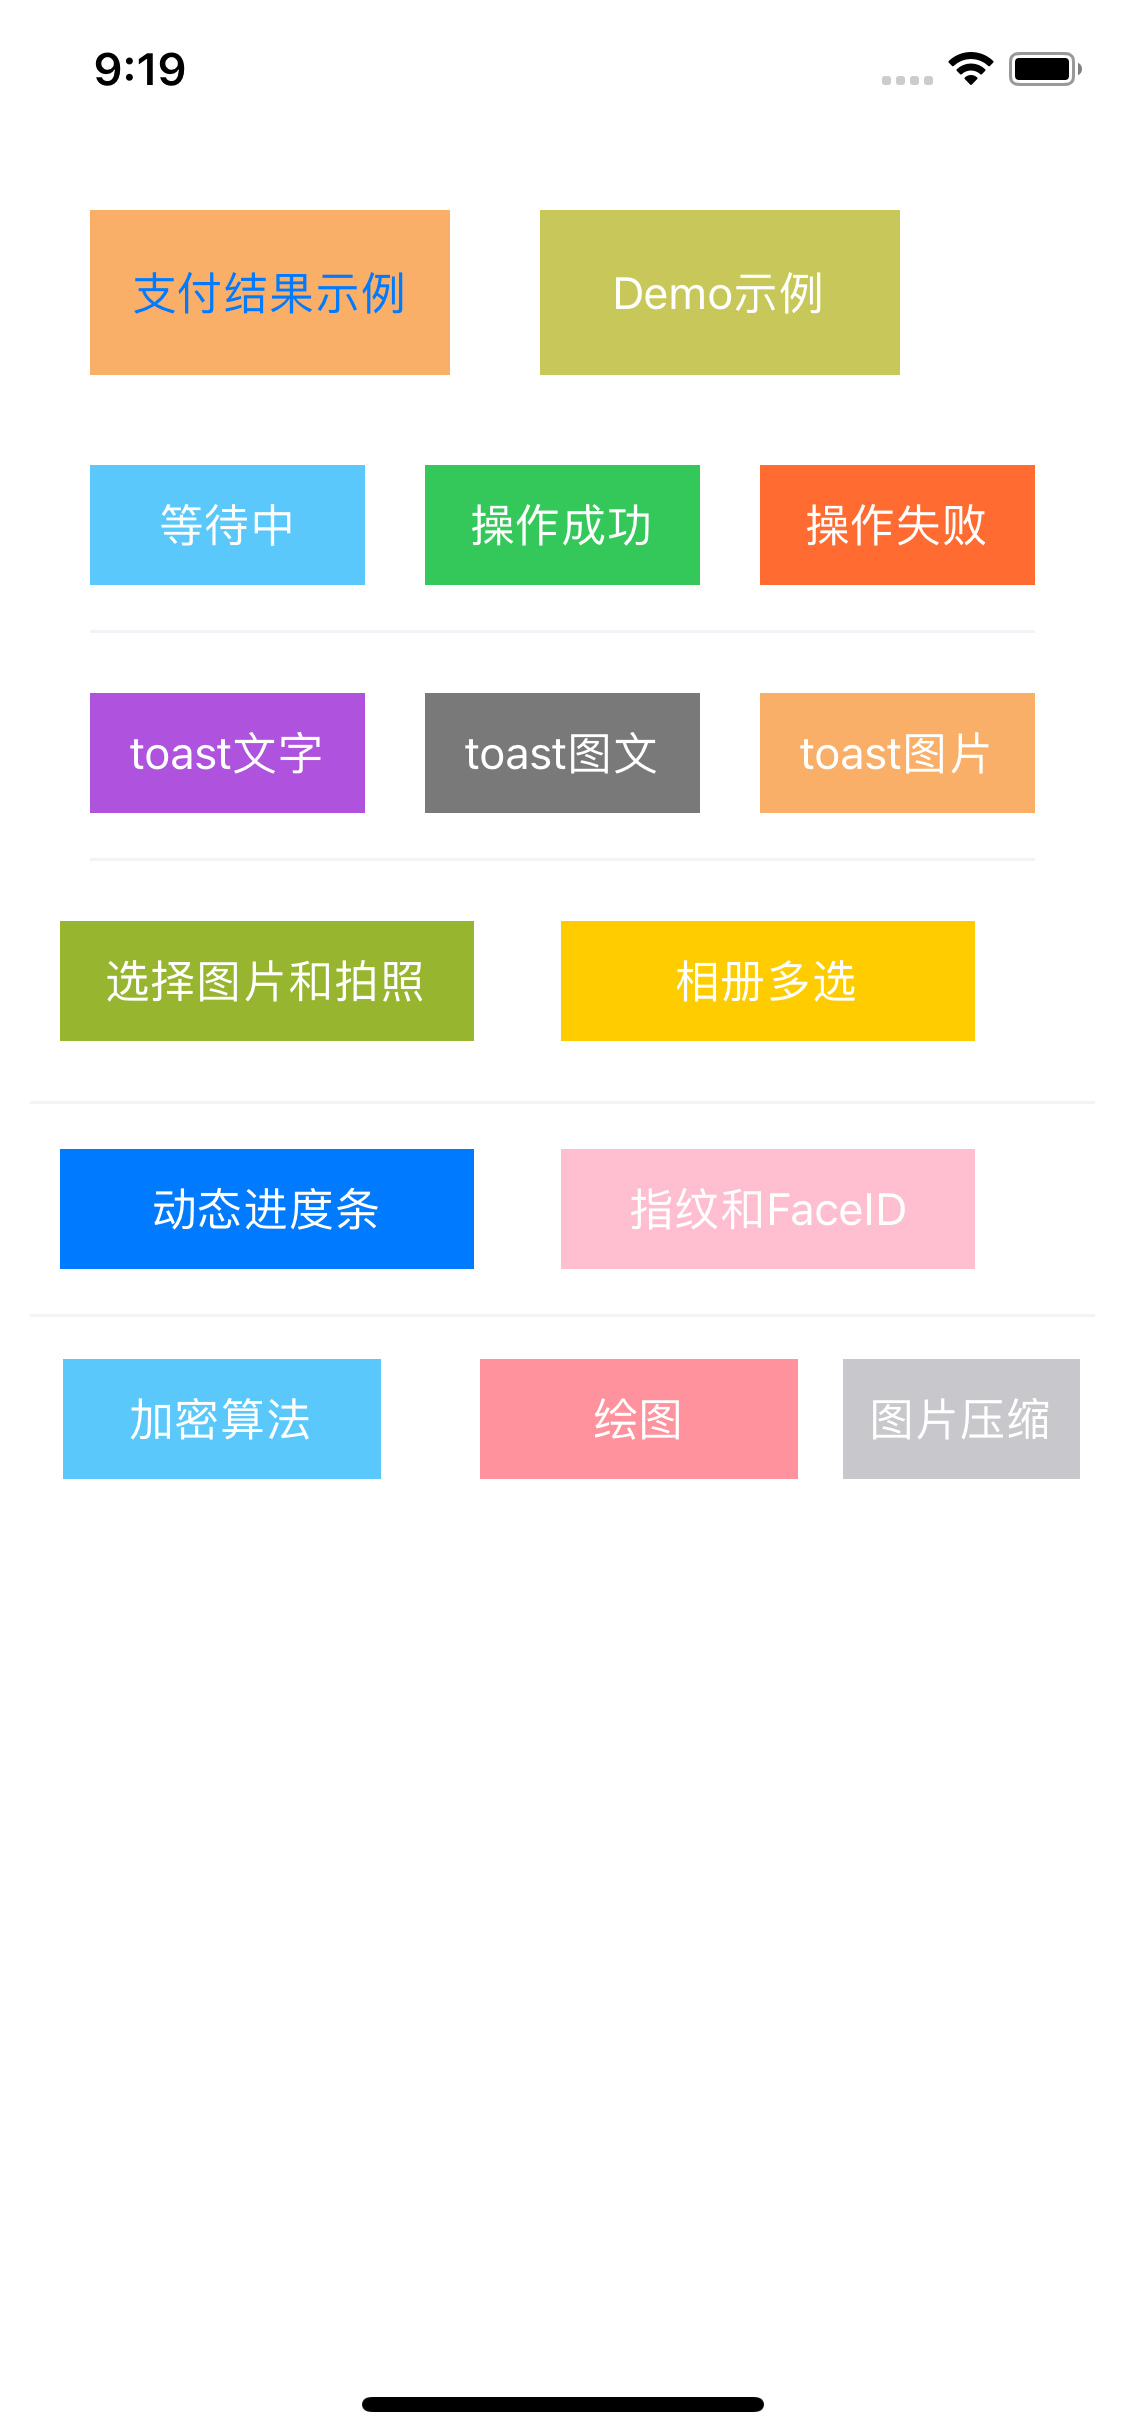 9:19
支付结果示例 Demo示例
等待中 操作成功 操作失败
toast文字 toast图文 toast图片
选择图片和拍照 相册多选
动态进度条 指纹和FaceID
加密算法 绘图 图片压缩